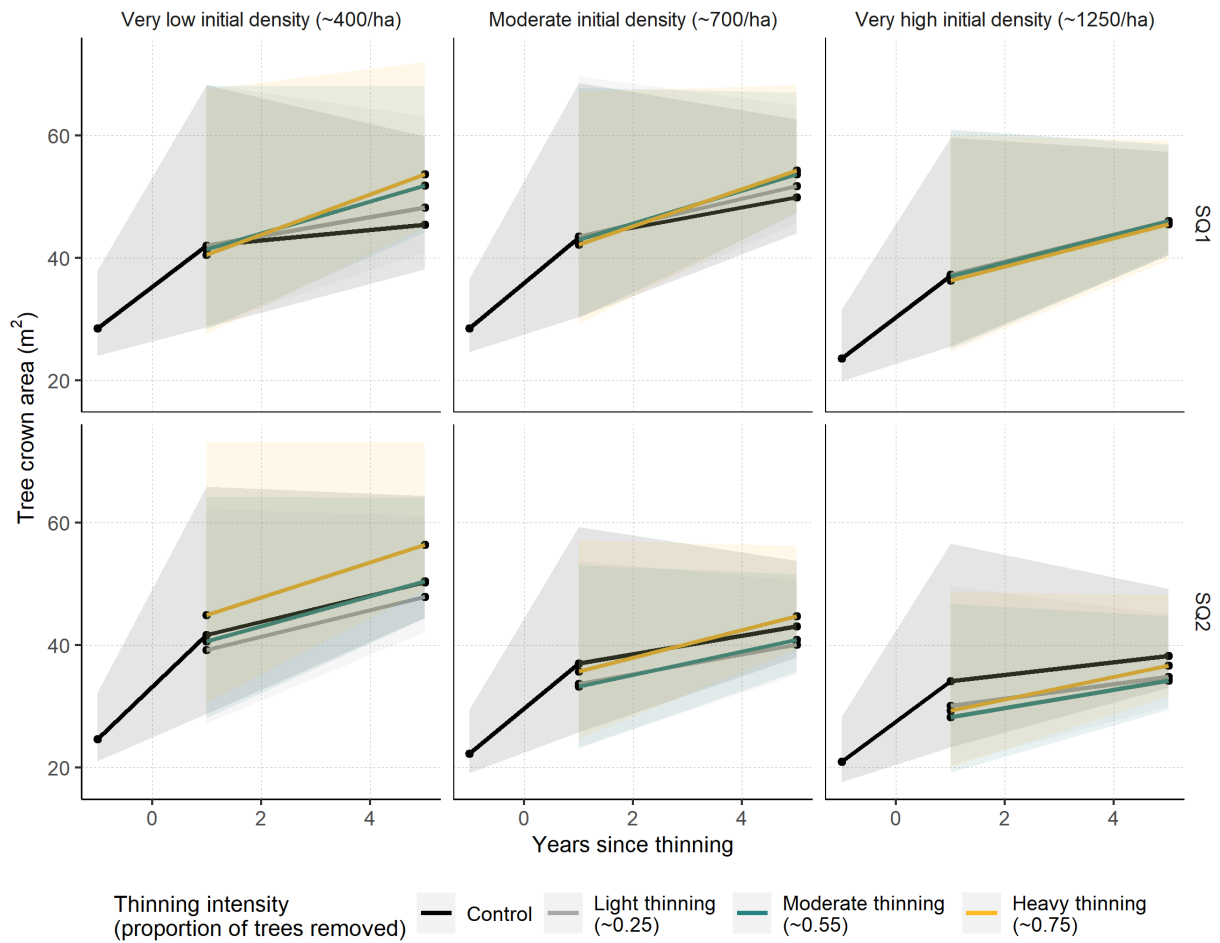 Very low initial density (~400/ha)
Moderate initial density (~700/ha)
Very high initial density (~1250/ha)
60
40
20
SQ1
60
40
20
SQ2
Tree crown area (m²)
0 2 4
0 2 4
0 2 4
Years since thinning
Thinning intensity
(proportion of trees removed)
Control
Light thinning
(~0.25)
Moderate thinning
(~0.55)
Heavy thinning
(~0.75)